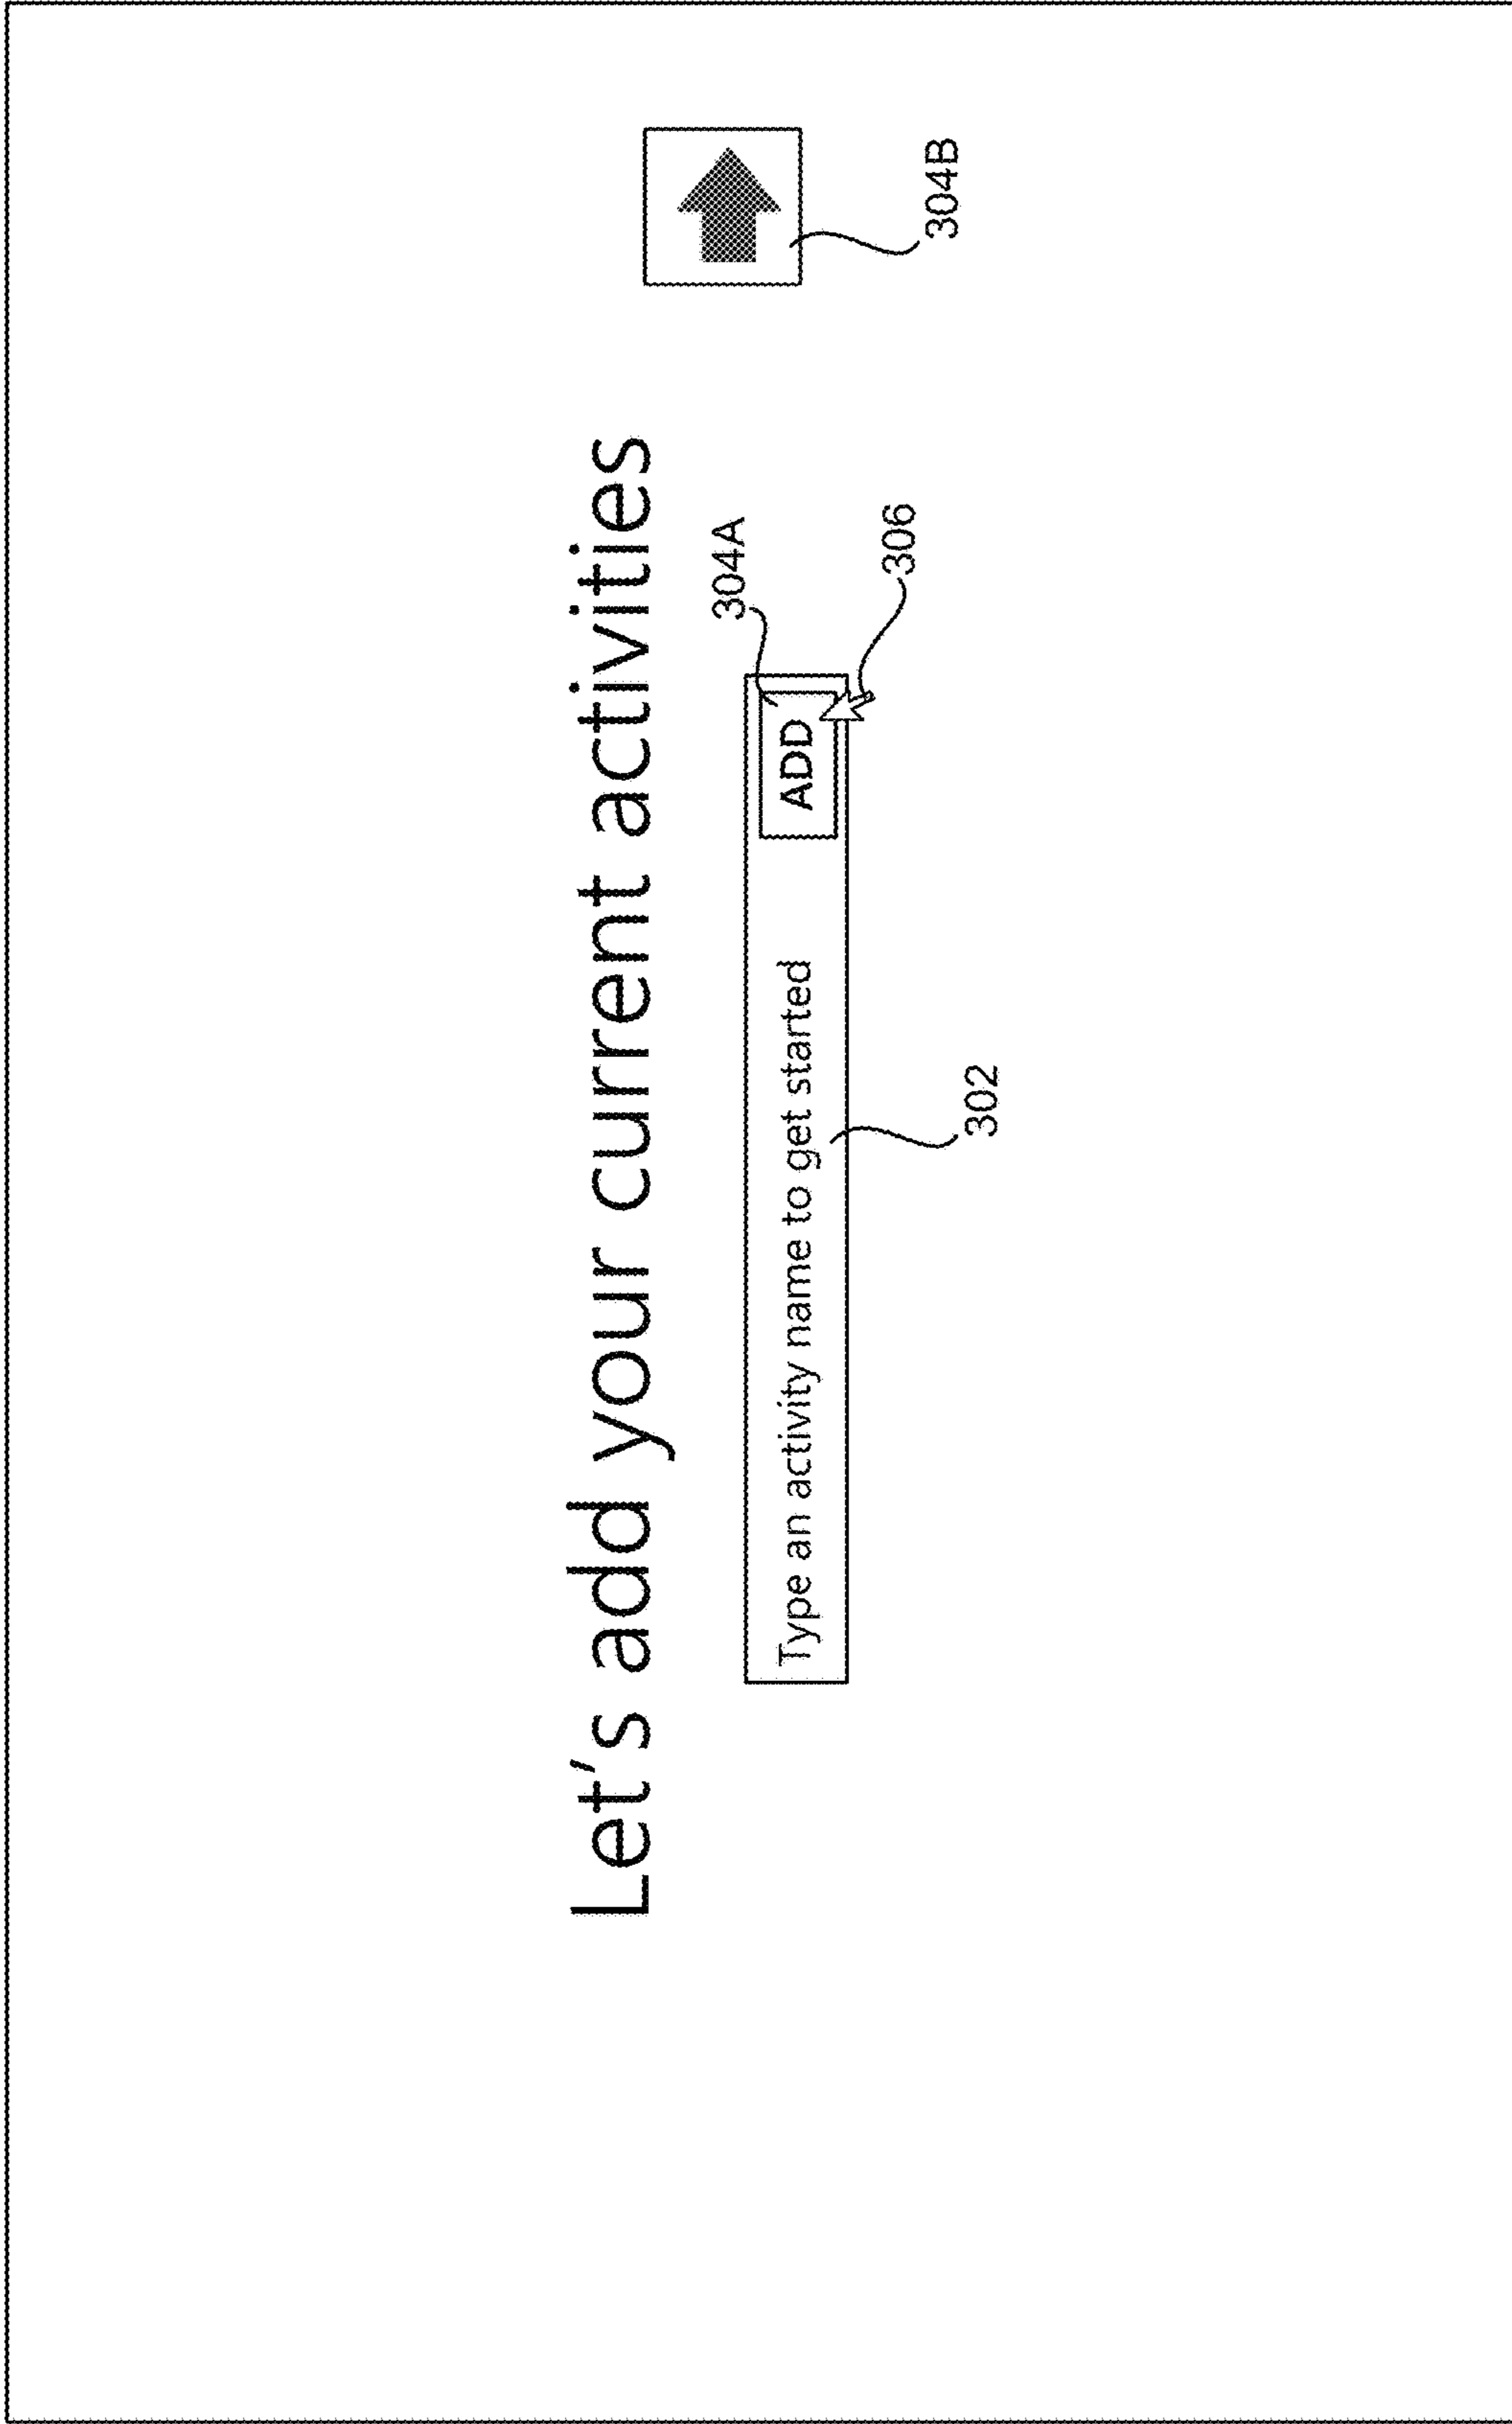 Let's add your current activities
304A
Type an activity name to get started
ADD
304B
306
302